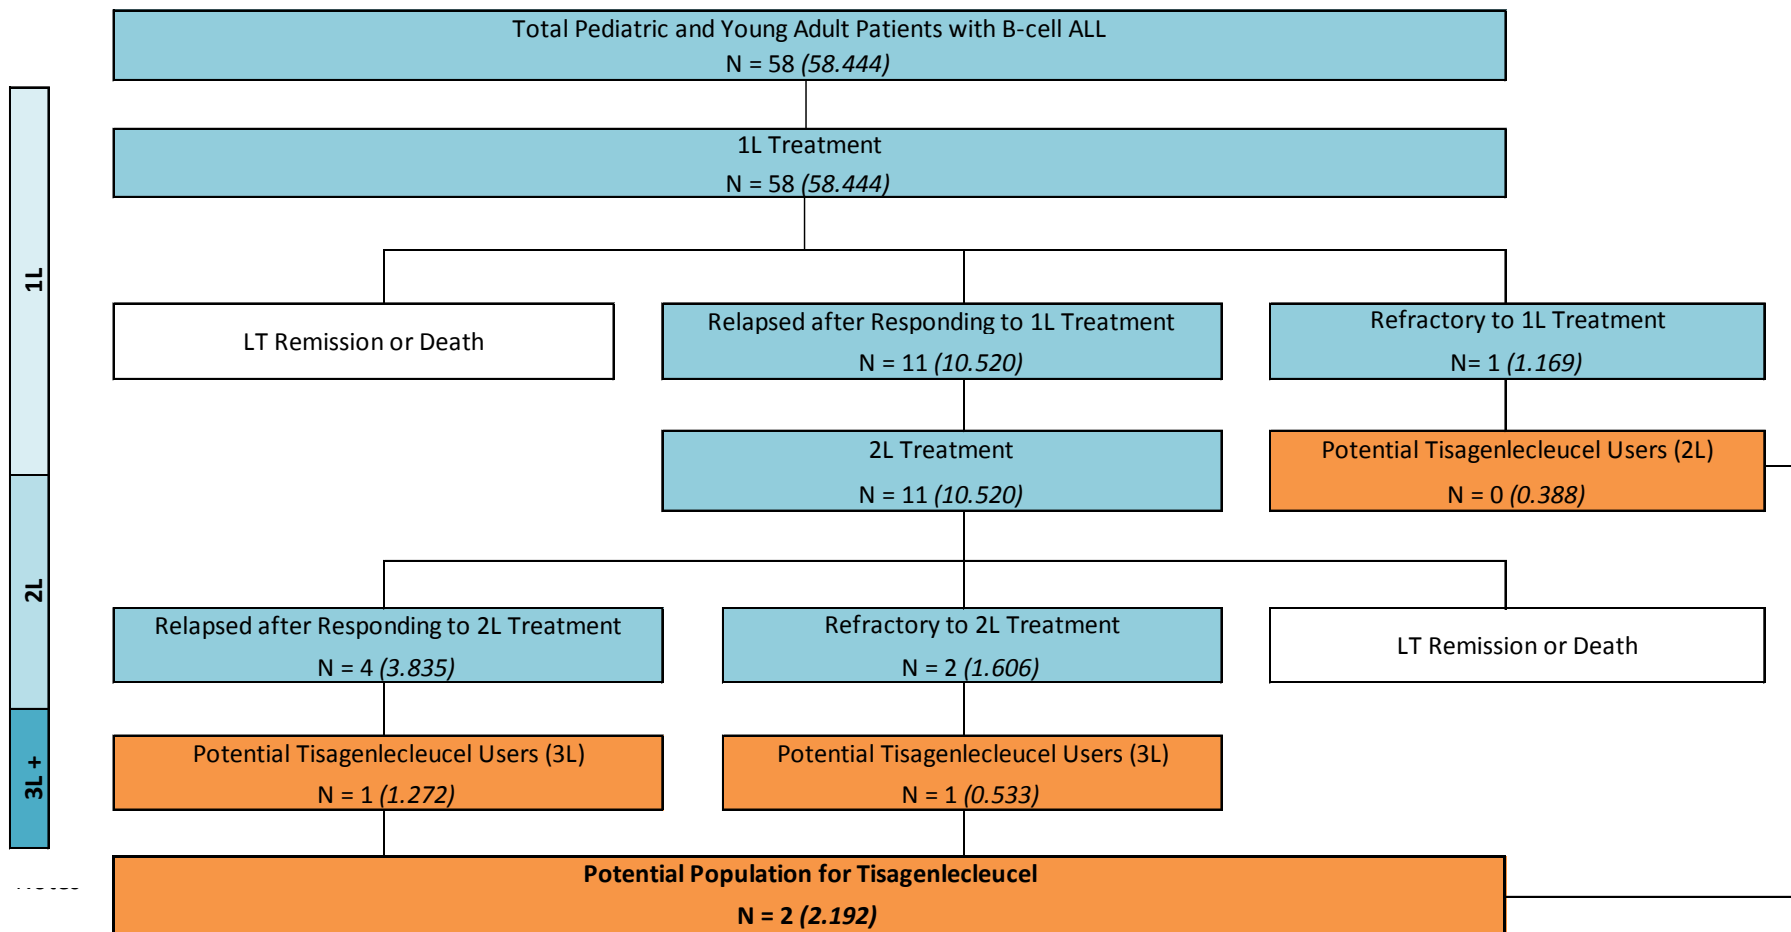 Total Pediatric and Young Adult Patients with B-cell ALL
N = 58 (58.444)
1L Treatment
N = 58 (58.444)
1L
LT Remission or Death
Relapsed after Responding to 1L Treatment
N = 11 (10.520)
Refractory to 1L Treatment
N= 1 (1.169)
2L Treatment
N = 11 (10.520)
Potential Tisagenlecleucel Users (2L)
N = 0 (0.388)
2L
Relapsed after Responding to 2L Treatment
N = 4 (3.835)
Refractory to 2L Treatment
N = 2 (1.606)
LT Remission or Death
3L +
Potential Tisagenlecleucel Users (3L)
N = 1 (1.272)
Potential Tisagenlecleucel Users (3L)
N = 1 (0.533)
Potential Population for Tisagenlecleucel
N = 2 (2.192)